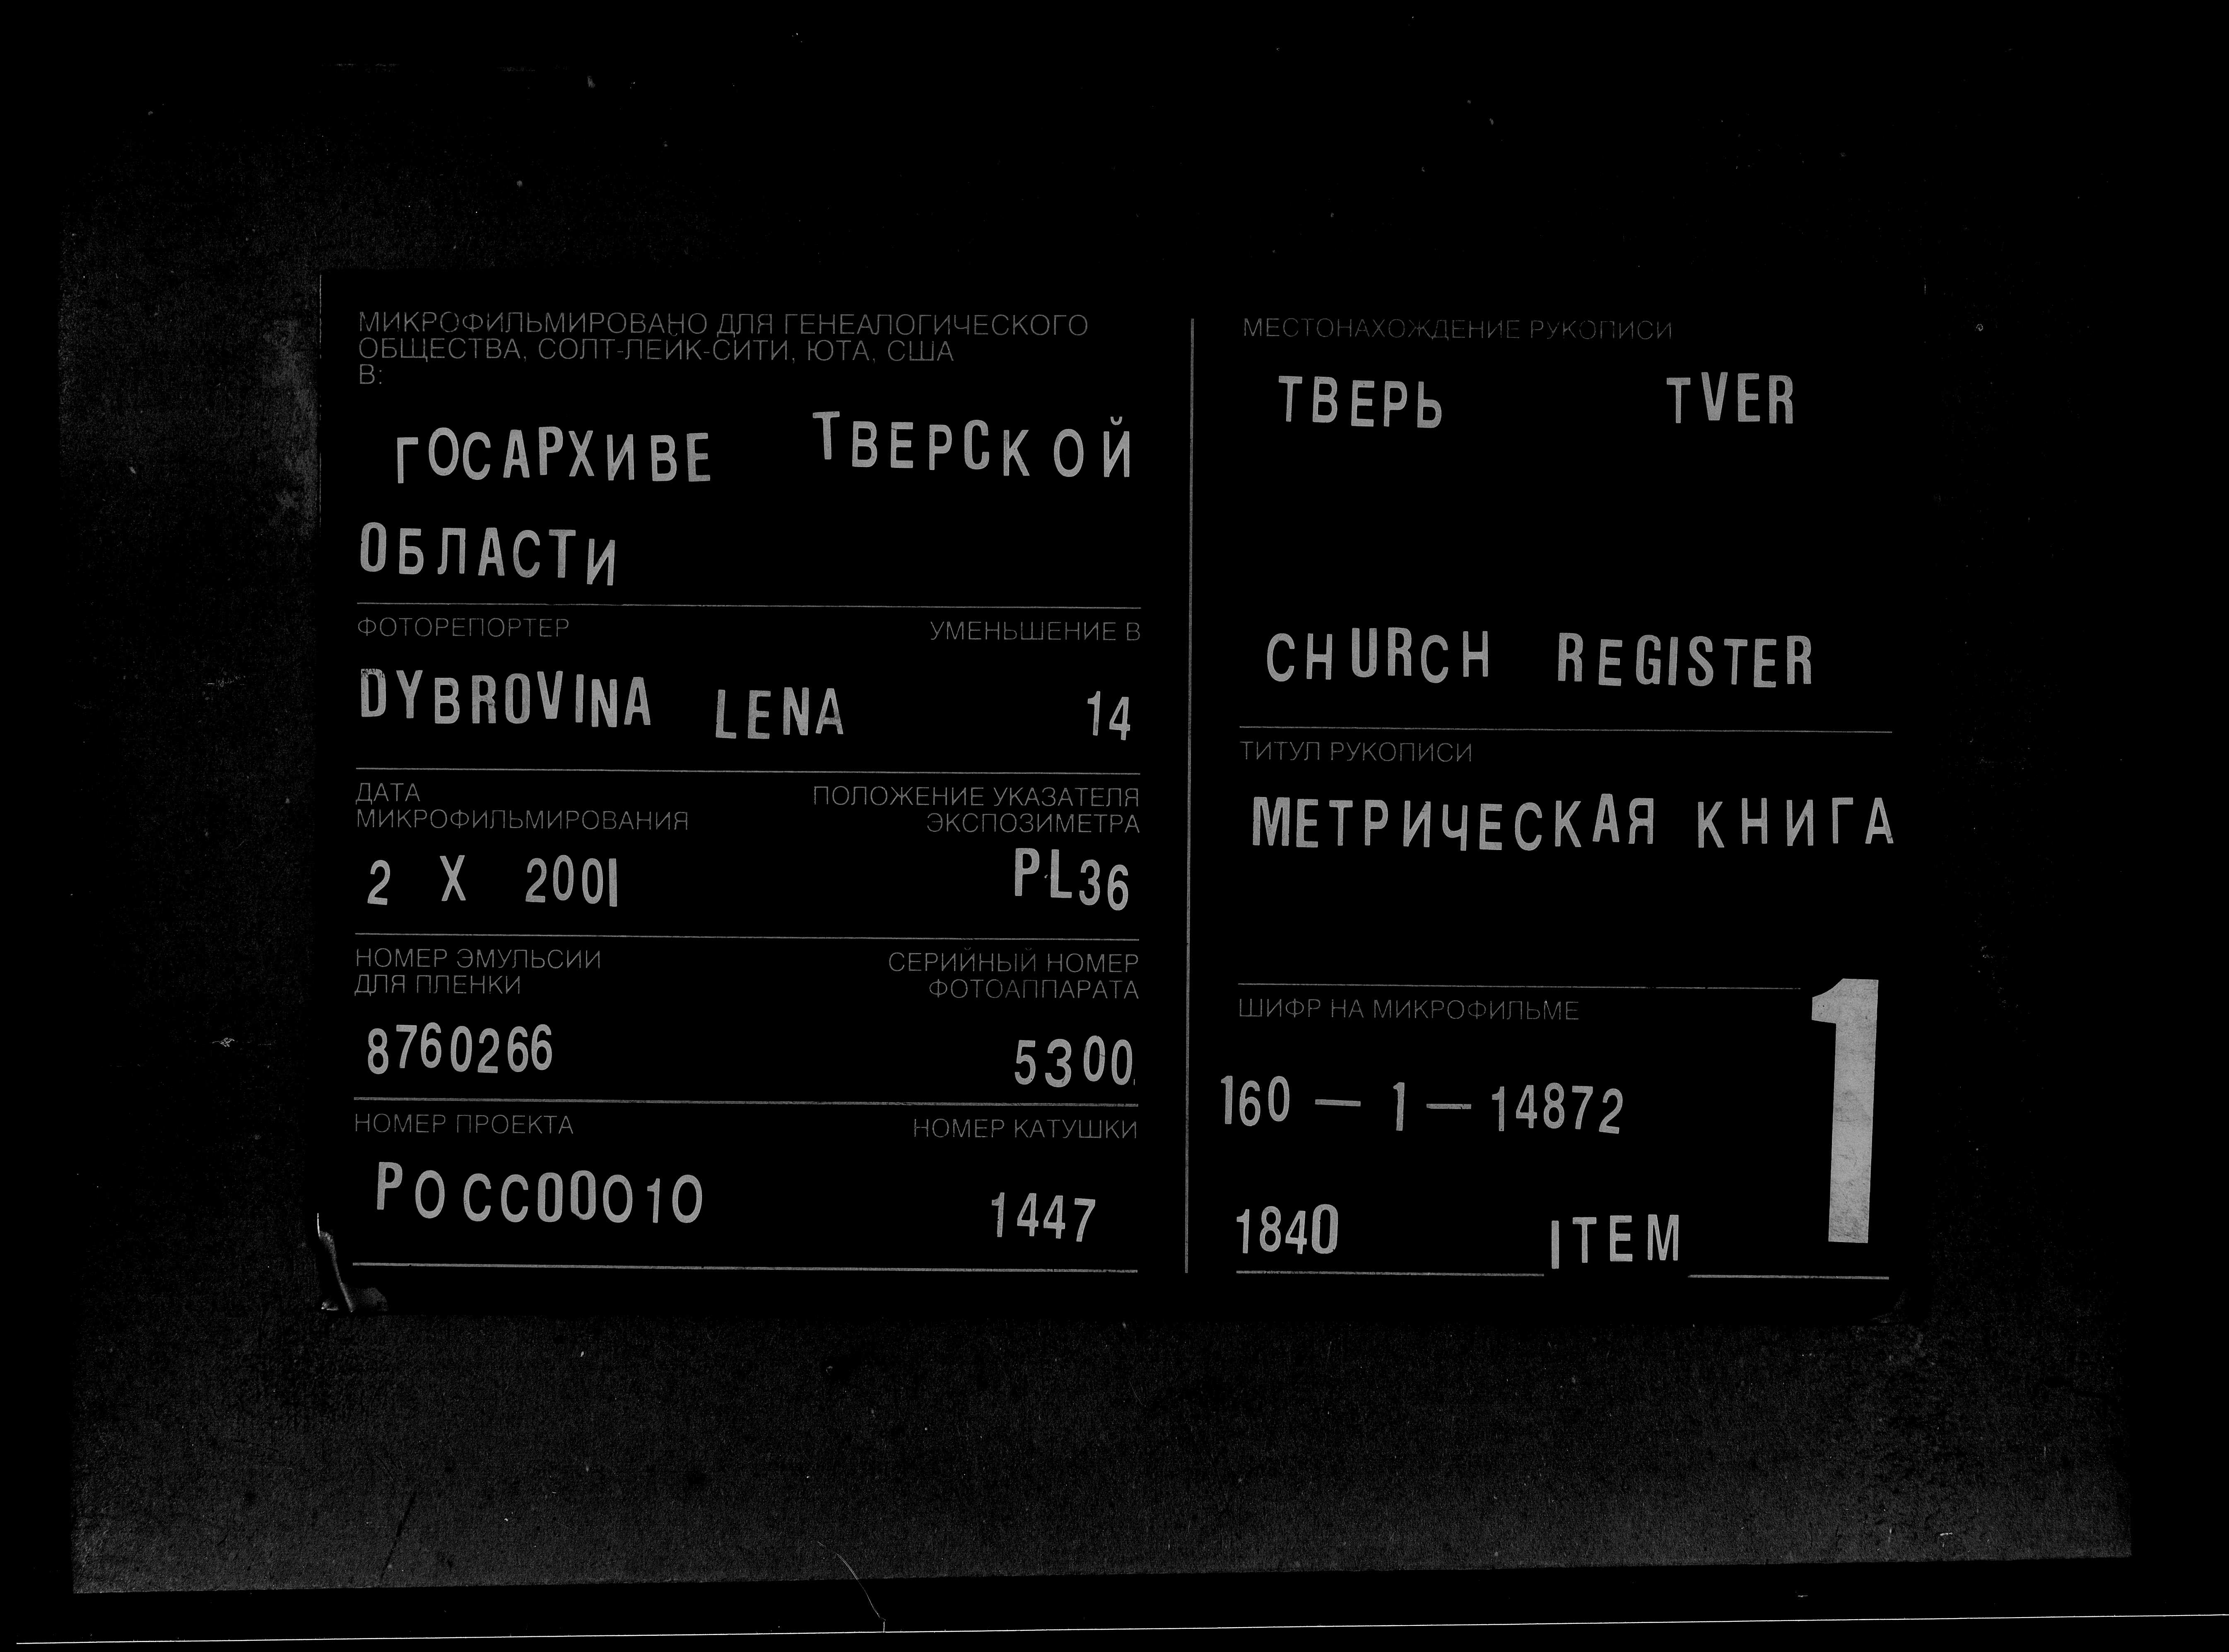 МИКРОФИЛЬМИРОВАНО ДЛЯ ГЕНЕАЛОГИЧЕСКОГО
ОБЩЕСТВА, СОЛТ-ЛЕЙК-СИТИ, ЮТА, США
В:
ГОСАРХИВЕ ТВЕРСКОЙ
ОБЛАСТИ
ФОТОРЕПОРТЕР УМЕНЬШЕНИЕ В
DYBROVINA LENA 14
ДАТА ПОЛОЖЕНИЕ УКАЗАТЕЛЯ
МИКРОФИЛЬМИРОВАНИЯ ЭКСПОЗИМЕТРА
2 X 2001 PL36
НОМЕР ЭМУЛЬСИИ СЕРИЙНЫЙ НОМЕР
ДЛЯ ПЛЕНКИ ФОТОАППАРАТА
8760266 5300
НОМЕР ПРОЕКТА НОМЕР КАТУШКИ
РОСС00010 1447
МЕСТОНАХОЖДЕНИЕ РУКОПИСИ
ТВЕРЬ TVER
CHURCH REGISTER
ТИТУЛ РУКОПИСИ
МЕТРИЧЕСКАЯ КНИГА
ШИФР НА МИКРОФИЛЬМЕ
160 — 1 — 14872
1840 ITEM 1